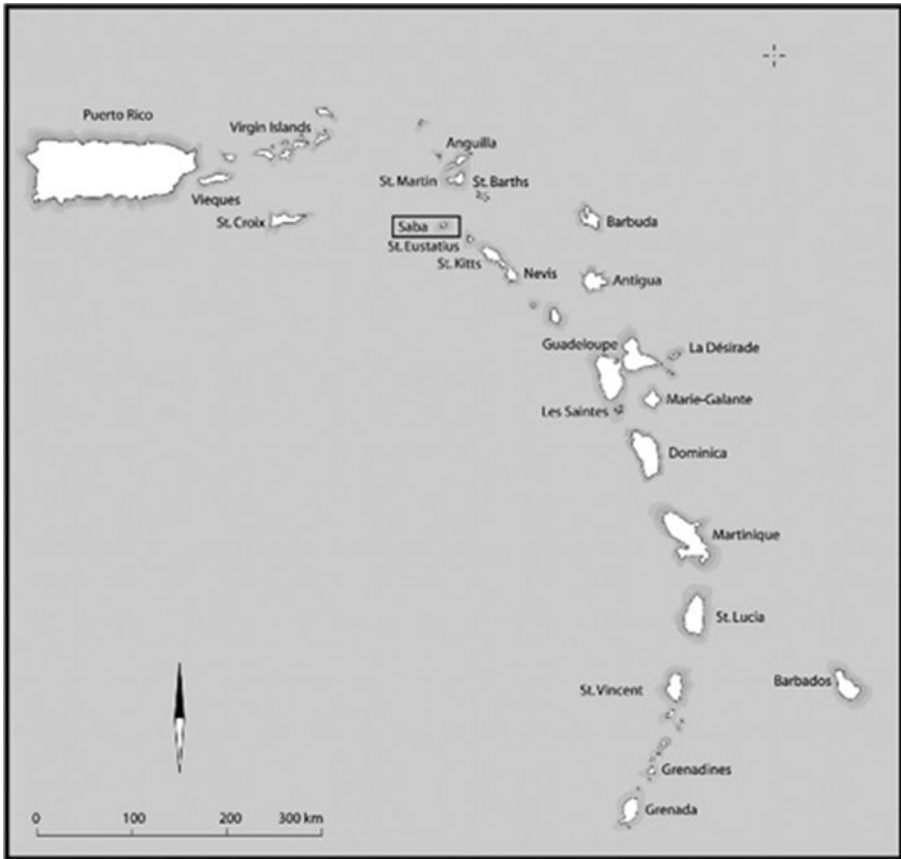 Puerto Rico
Virgin Islands
Anguilla
St. Martin
St. Barths
Vieques
St. Croix
Saba
Barbuda
St. Eustatius
St. Kitts
Nevis
Antigua
Guadeloupe
La Désirade
Marie-Galante
Les Saintes
Dominica
Martinique
St. Lucia
St. Vincent
Barbados
Grenadines
Grenada
0 100 200 300 km